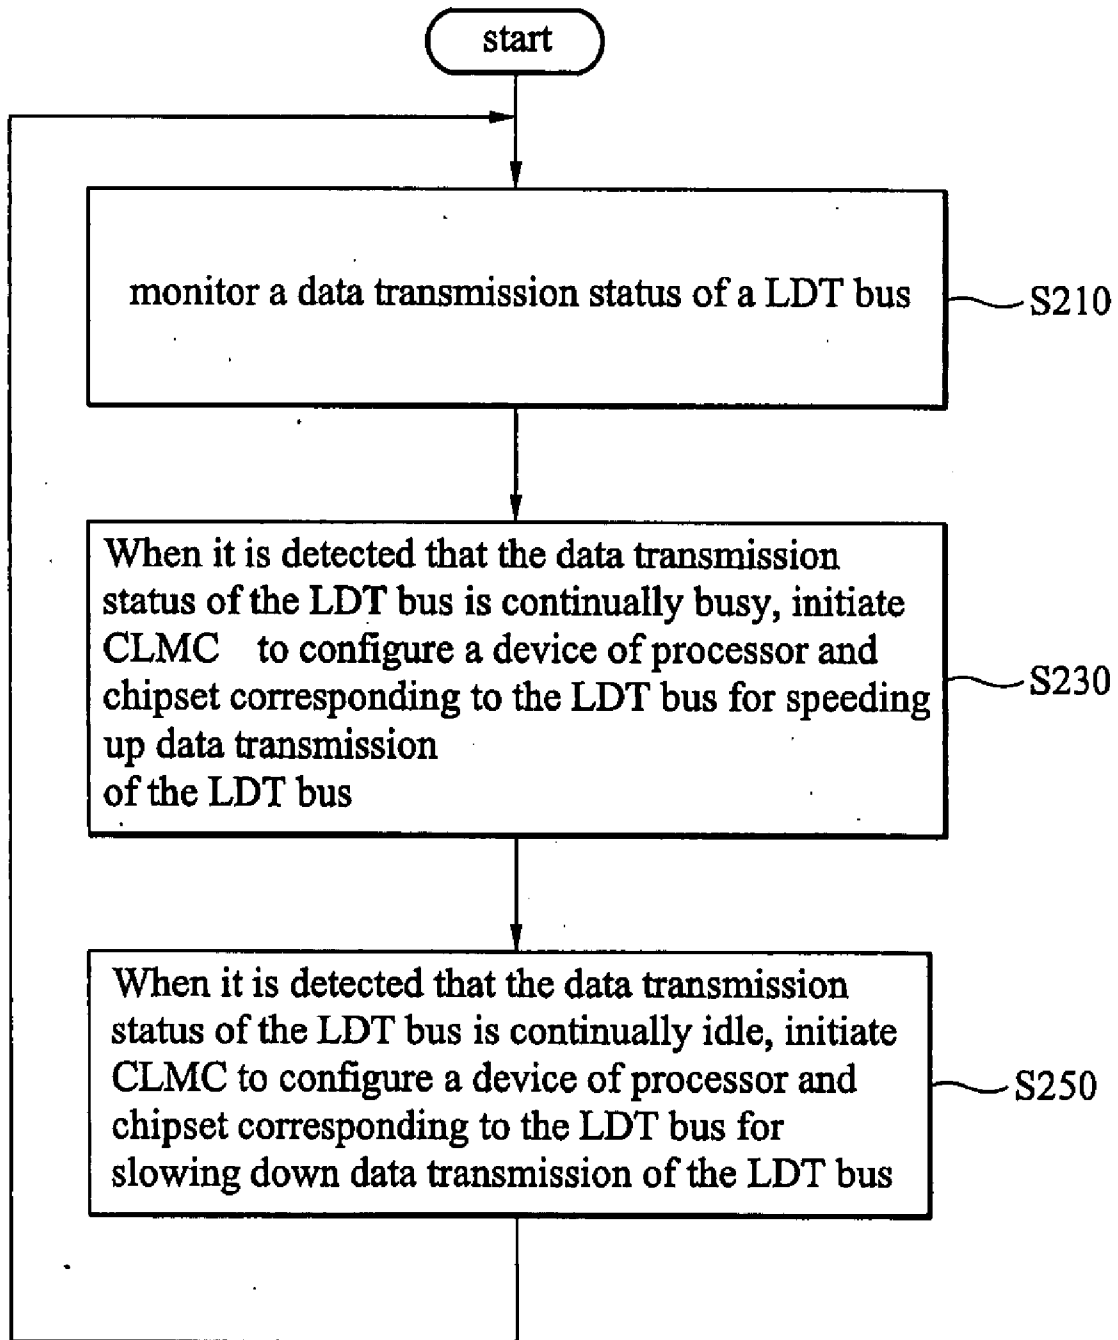 start
monitor a data transmission status of a LDT bus
S210
When it is detected that the data transmission
status of the LDT bus is continually busy, initiate
CLMC to configure a device of processor and
chipset corresponding to the LDT bus for speeding
up data transmission
of the LDT bus
S230
When it is detected that the data transmission
status of the LDT bus is continually idle, initiate
CLMC to configure a device of processor and
chipset corresponding to the LDT bus for
slowing down data transmission of the LDT bus
S250